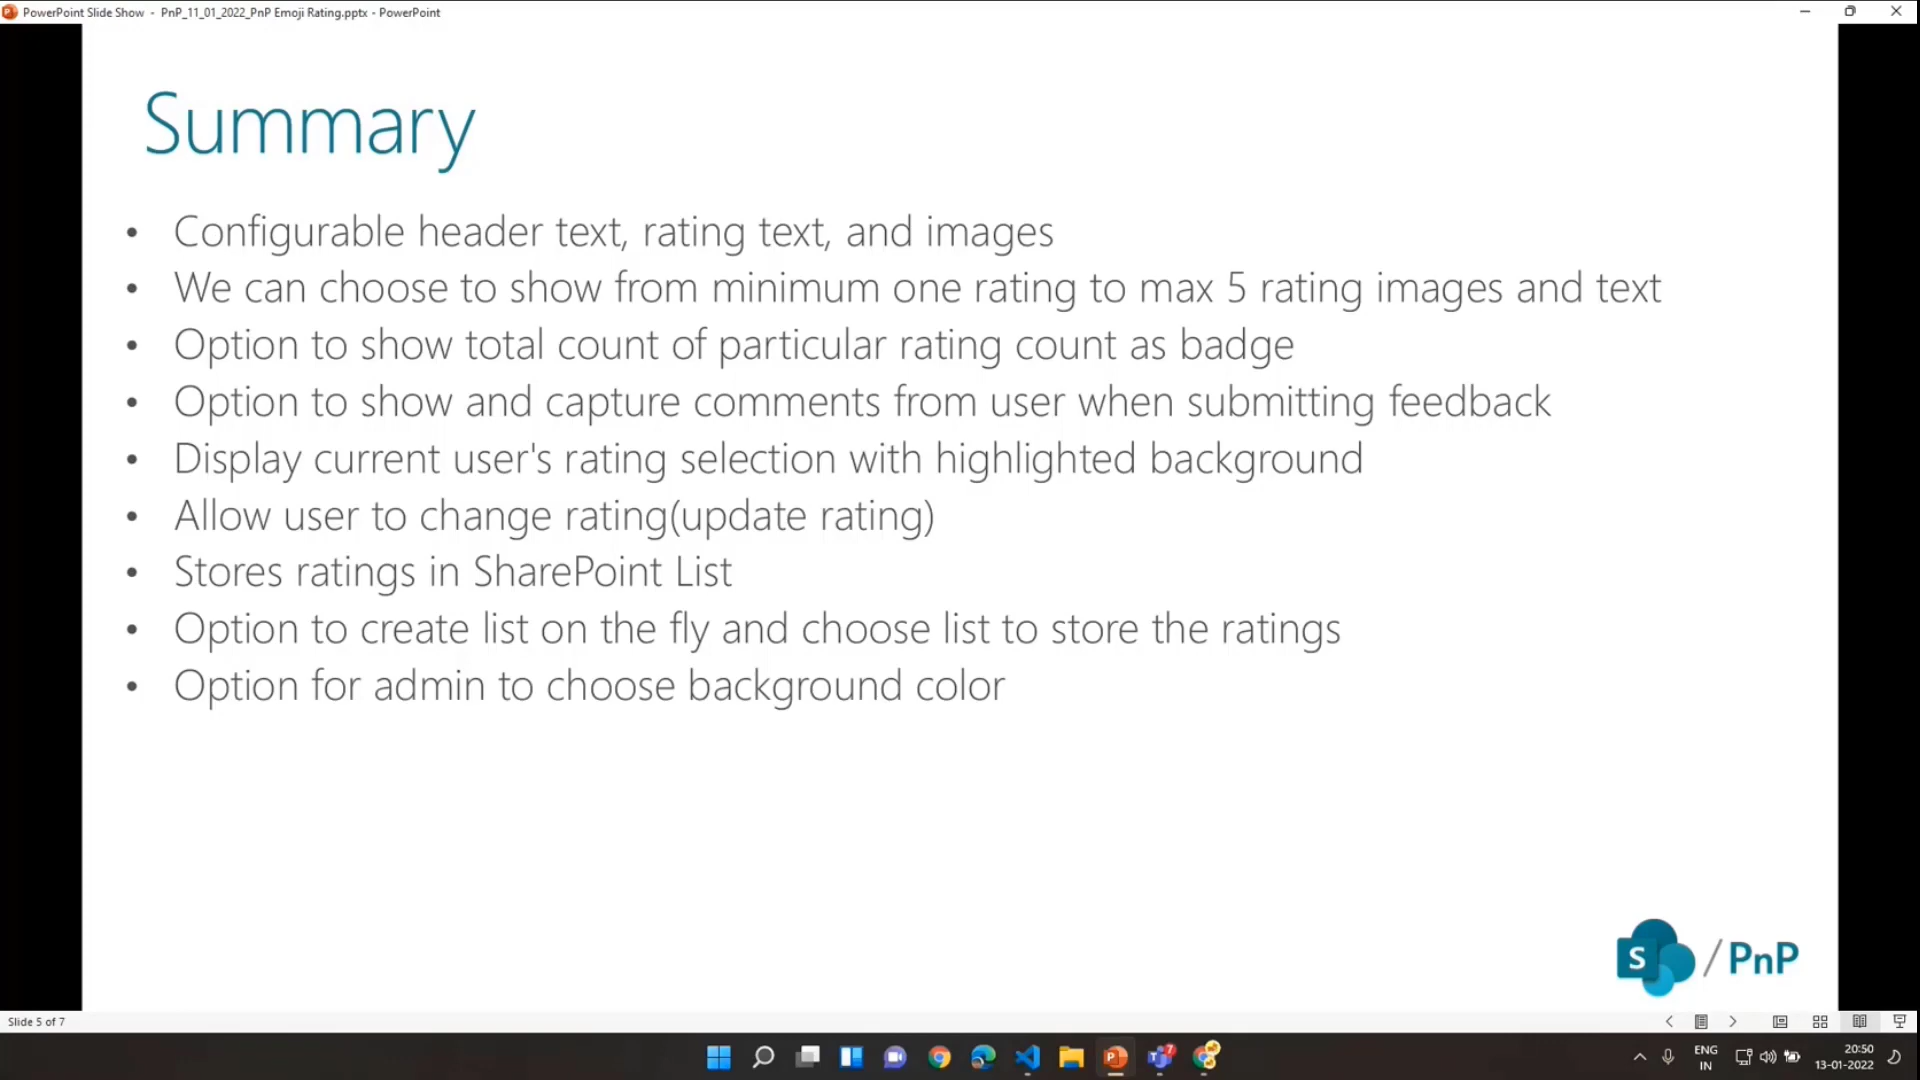 PowerPoint Slide Show - PnP_11_01_2022_PnP Emoji Rating.pptx - PowerPoint
Summary
• Configurable header text, rating text, and images
• We can choose to show from minimum one rating to max 5 rating images and text
• Option to show total count of particular rating count as badge
• Option to show and capture comments from user when submitting feedback
• Display current user's rating selection with highlighted background
• Allow user to change rating(update rating)
• Stores ratings in SharePoint List
• Option to create list on the fly and choose list to store the ratings
• Option for admin to choose background color
S / PnP
Slide 5 of 7
7
ENG
IN
20:50
13-01-2022